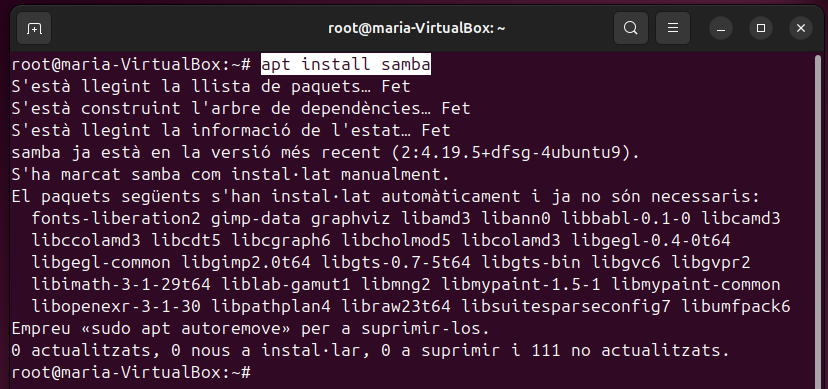 root@maria-VirtualBox: ~
root@maria-VirtualBox:~# apt install samba
S'està llegint la llista de paquets… Fet
S'està construint l'arbre de dependències… Fet
S'està llegint la informació de l'estat… Fet
samba ja està en la versió més recent (2:4.19.5+dfsg-4ubuntu9).
S'ha marcat samba com instal·lat manualment.
El paquets següents s'han instal·lat automàticament i ja no són necessaris:
  fonts-liberation2 gimp-data graphviz libamd3 libann0 libbabl-0.1-0 libcamd3
  libccolamd3 libcdt5 libcgraph6 libcholmod5 libcolamd3 libgegl-0.4-0t64
  libgegl-common libgimp2.0t64 libgts-0.7-5t64 libgts-bin libgvc6 libgvpr2
  libimath-3-1-29t64 liblab-gamut1 libmng2 libmypaint-1.5-1 libmypaint-common
  libopenexr-3-1-30 libpathplan4 libraw23t64 libsuitesparseconfig7 libumfpack6
Empreu «sudo apt autoremove» per a suprimir-los.
0 actualitzats, 0 nous a instal·lar, 0 a suprimir i 111 no actualitzats.
root@maria-VirtualBox:~#